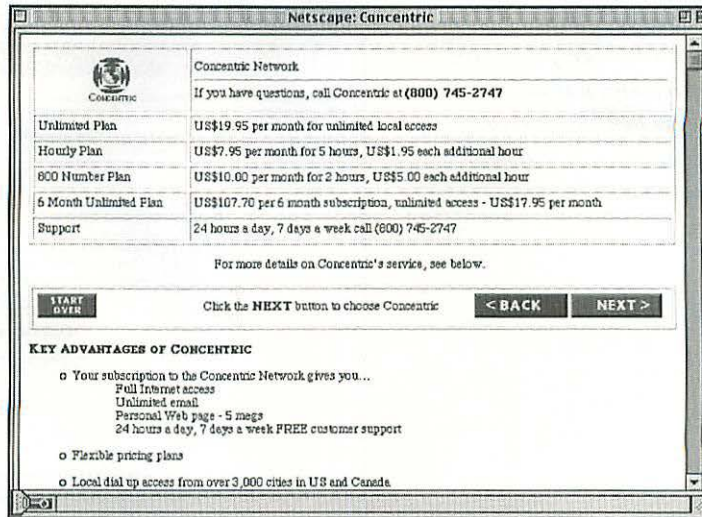 Netscape: Concentric
CONCENTRIC
Concentric Network
If you have questions, call Concentric at (800) 745-2747
Unlimited Plan US$19.95 per month for unlimited local access
Hourly Plan US$7.95 per month for 5 hours, US$1.95 each additional hour
800 Number Plan US$10.00 per month for 2 hours, US$5.00 each additional hour
6 Month Unlimited Plan US$107.70 per 6 month subscription, unlimited access - US$17.95 per month
Support 24 hours a day, 7 days a week call (800) 745-2747
For more details on Concentric's service, see below.
START
OVER
Click the NEXT button to choose Concentric
< BACK
NEXT >
KEY ADVANTAGES OF CONCENTRIC
o Your subscription to the Concentric Network gives you...
Full Internet access
Unlimited email
Personal Web page - 5 megs
24 hours a day, 7 days a week FREE customer support
o Flexible pricing plans
o Local dial up access from over 3,000 cities in US and Canada